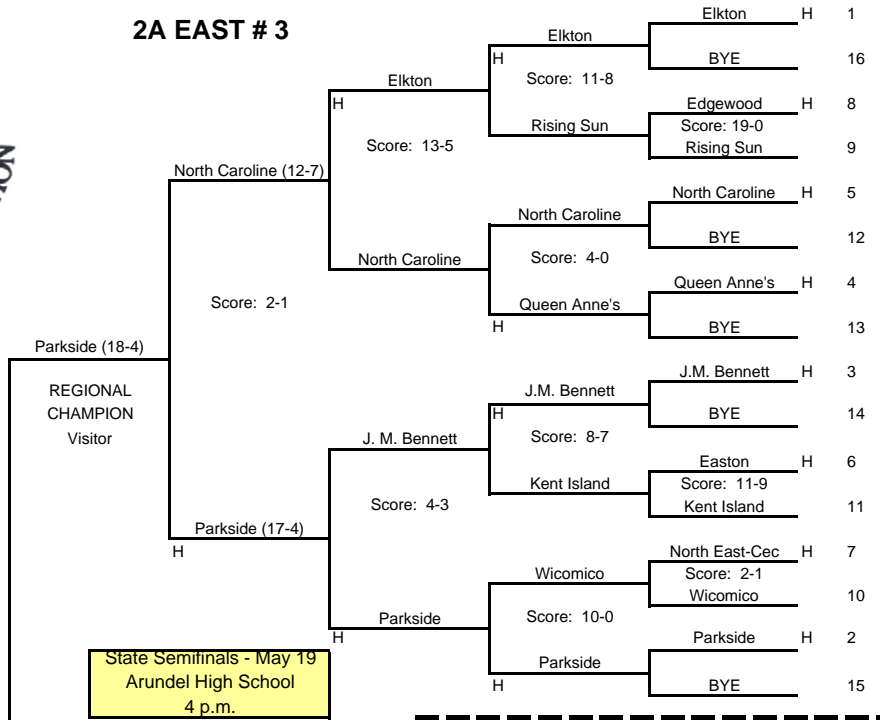 2A EAST # 3
Elkton H 1
BYE 16
Elkton
H
Score: 11-8
Edgewood H 8
Score: 19-0
Rising Sun 9
Rising Sun
Elkton
H
Score: 13-5
North Caroline H 5
BYE 12
North Caroline
Score: 4-0
Queen Anne's H 4
BYE 13
Queen Anne's
H
North Caroline
North Caroline (12-7)
Score: 2-1
Parkside (18-4)
REGIONAL
CHAMPION
Visitor
J.M. Bennett H 3
BYE 14
J.M. Bennett
H
Score: 8-7
Easton H 6
Score: 11-9
Kent Island 11
Kent Island
J. M. Bennett
Score: 4-3
Parkside (17-4)
H
North East-Cec H 7
Score: 2-1
Wicomico 10
Wicomico
Score: 10-0
Parkside H 2
BYE 15
Parkside
H
Parkside
H
State Semifinals - May 19
Arundel High School
4 p.m.